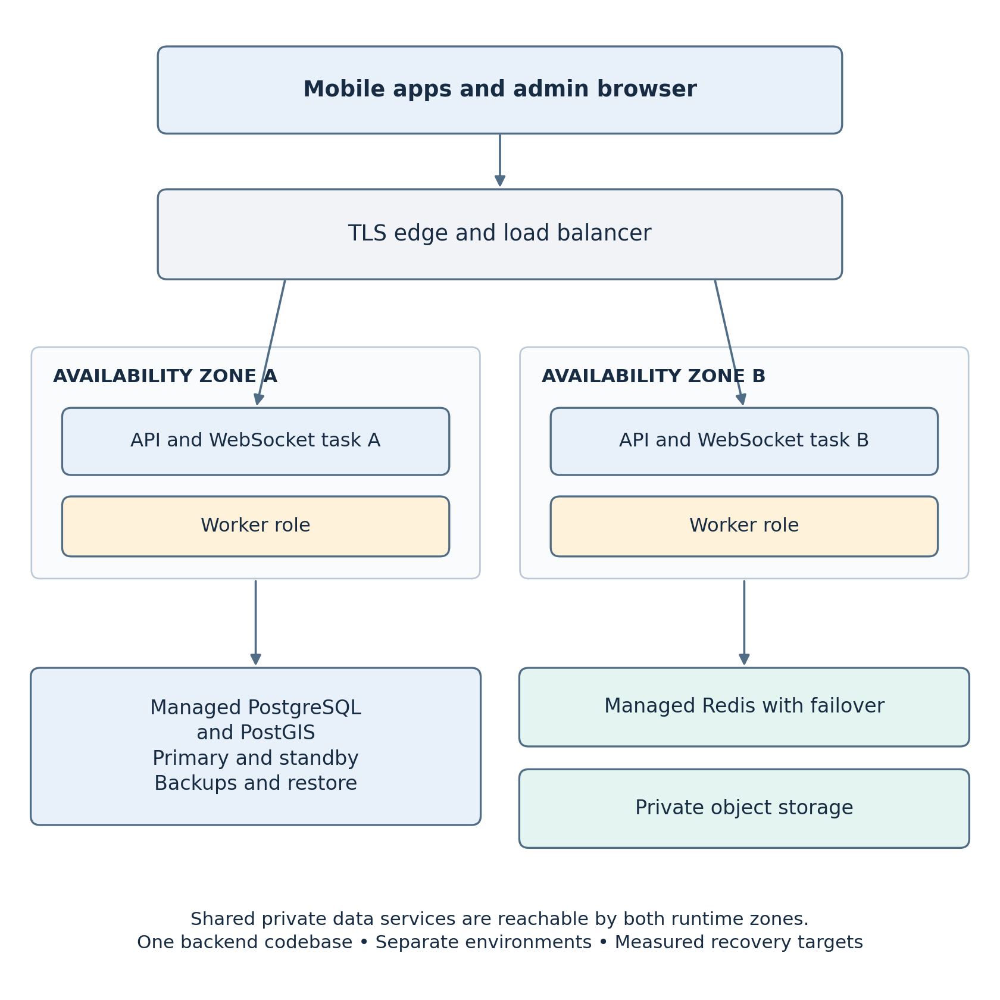 Mobile apps and admin browser
TLS edge and load balancer
AVAILABILITY ZONE A
API and WebSocket task A
Worker role
AVAILABILITY ZONE B
API and WebSocket task B
Worker role
Managed PostgreSQL
and PostGIS
Primary and standby
Backups and restore
Managed Redis with failover
Private object storage
Shared private data services are reachable by both runtime zones.
One backend codebase • Separate environments • Measured recovery targets